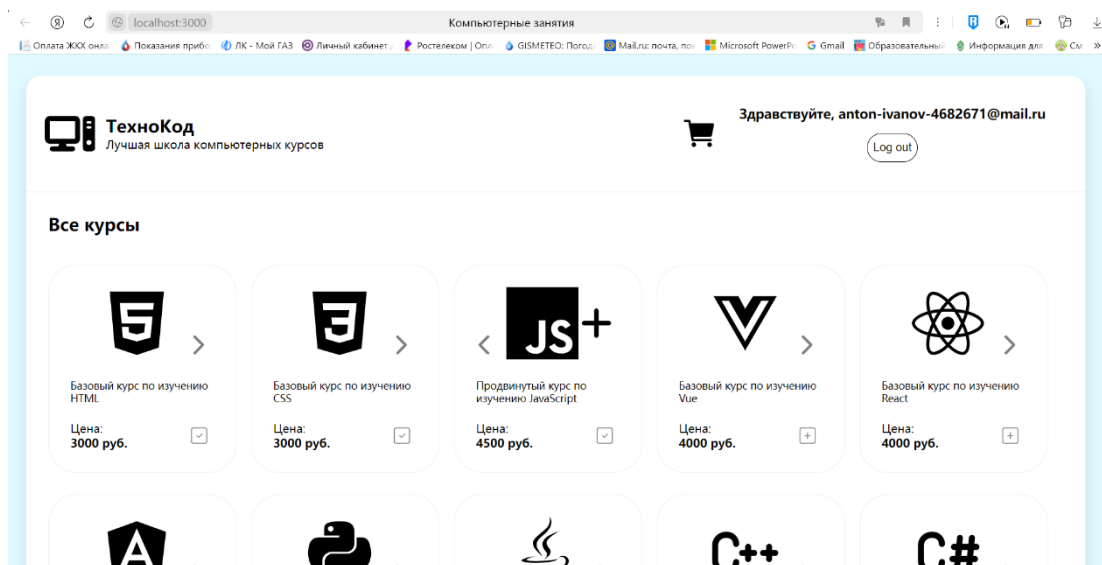 localhost:3000 Компьютерные занятия
Оплата ЖКХ онла Показания прибо ЛК - Мой ГАЗ Личный кабинет Ростелеком | Опл GISMETEO: Погод Mail.ru: почта, пои Microsoft PowerPo Gmail Образовательный Информация для См »
ТехноКод
Лучшая школа компьютерных курсов
Здравствуйте, anton-ivanov-4682671@mail.ru
Log out
Все курсы
JS+
Базовый курс по изучению
HTML
Цена:
3000 руб.
Базовый курс по изучению
CSS
Цена:
3000 руб.
Продвинутый курс по
изучению JavaScript
Цена:
4500 руб.
Базовый курс по изучению
Vue
Цена:
4000 руб.
Базовый курс по изучению
React
Цена:
4000 руб.
C++
C#